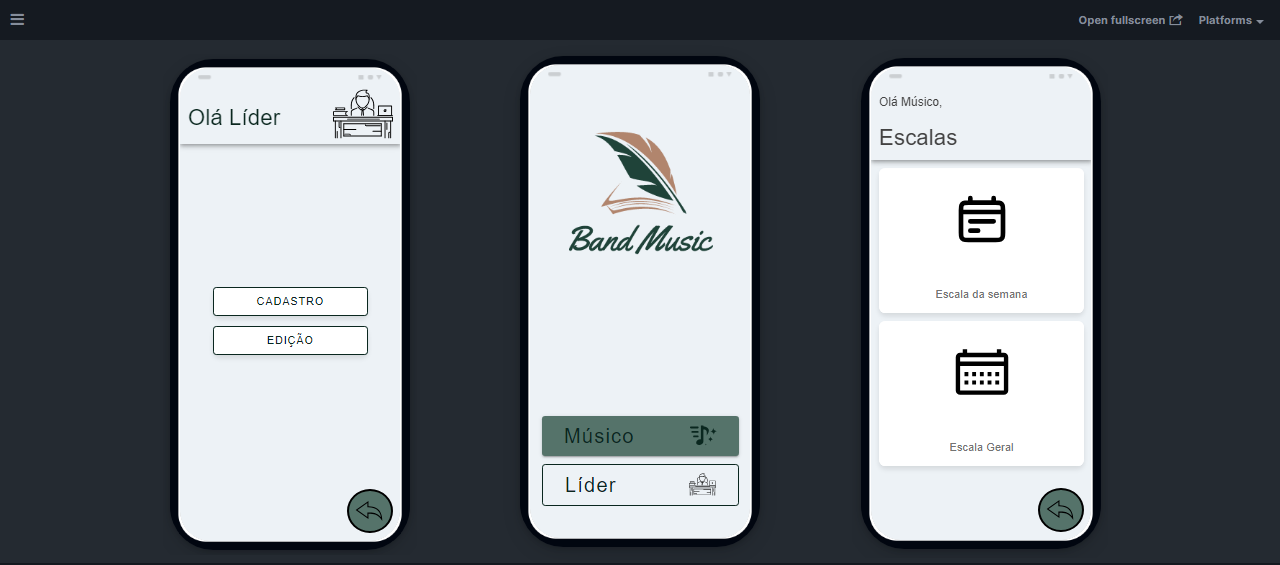 Open fullscreen
Platforms
Olá Líder
CADASTRO
EDIÇÃO
Band Music
Músico
Líder
Olá Músico,
Escalas
Escala da semana
Escala Geral